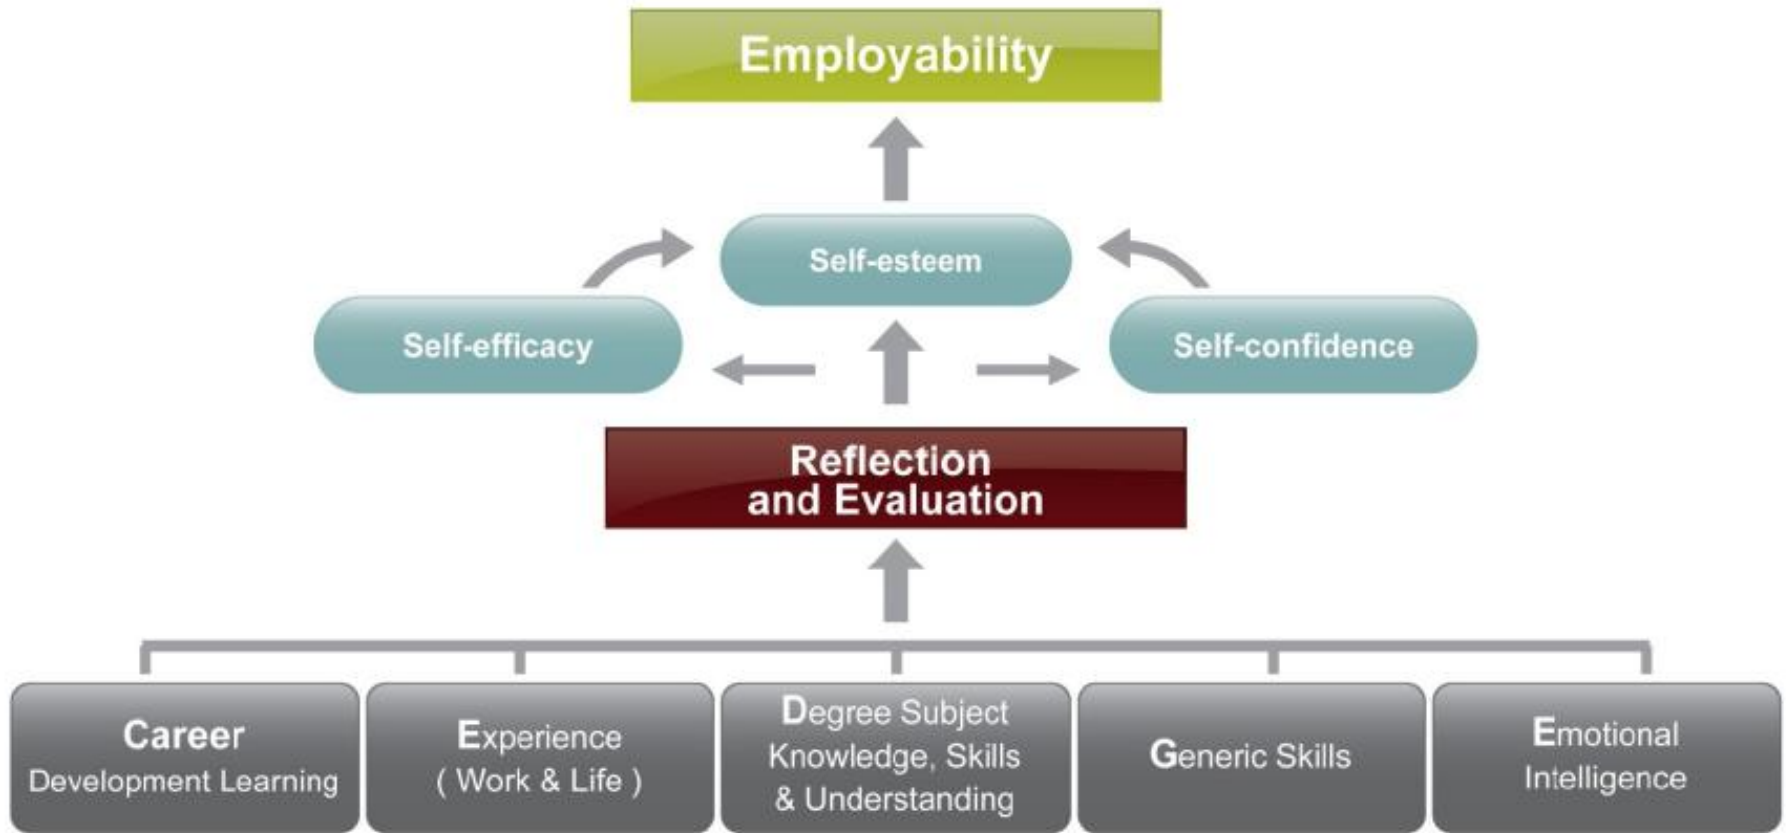 Employability
Self-esteem
Self-efficacy
Self-confidence
Reflection
and Evaluation
Career
Development Learning
Experience
( Work & Life )
Degree Subject
Knowledge, Skills
& Understanding
Generic Skills
Emotional
Intelligence